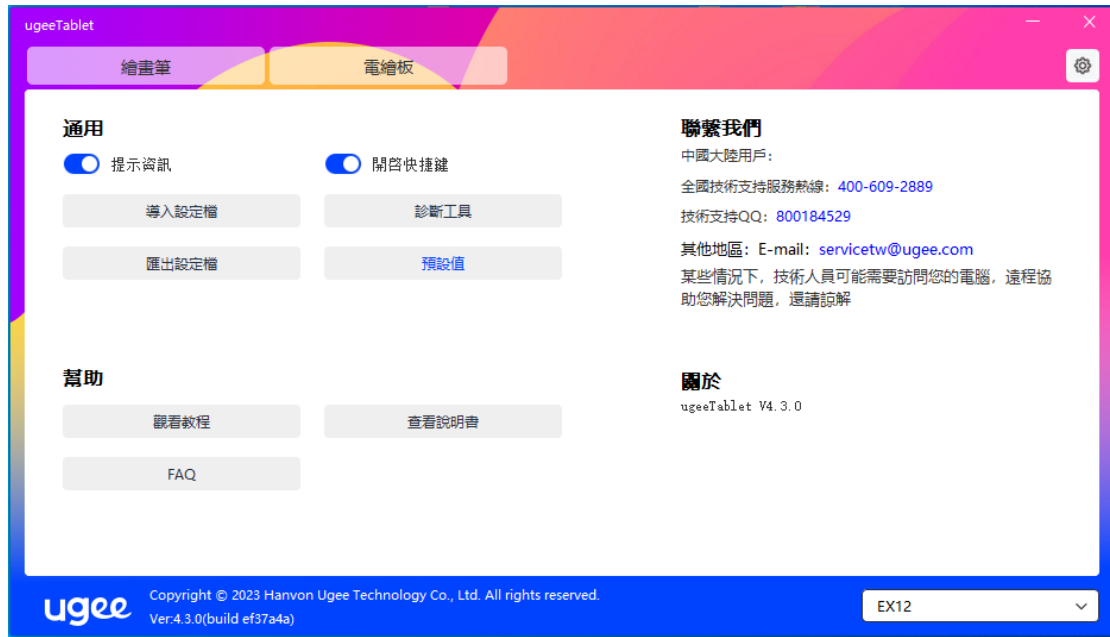 ugeeTablet
繪畫筆
電繪板
通用
提示資訊
開啓快捷鍵
導入設定檔
診斷工具
匯出設定檔
預設值
聯繫我們
中國大陸用戶:
全國技術支持服務熱線: 400-609-2889
技術支持QQ: 800184529
其他地區: E-mail: servicetw@ugee.com
某些情況下, 技術人員可能需要訪問您的電腦, 遠程協
助您解決問題, 還請諒解
幫助
觀看教程
查看說明書
FAQ
關於
ugeeTablet V4.3.0
ugee
Copyright © 2023 Hanvon Ugee Technology Co., Ltd. All rights reserved.
Ver:4.3.0(build ef37a4a)
EX12